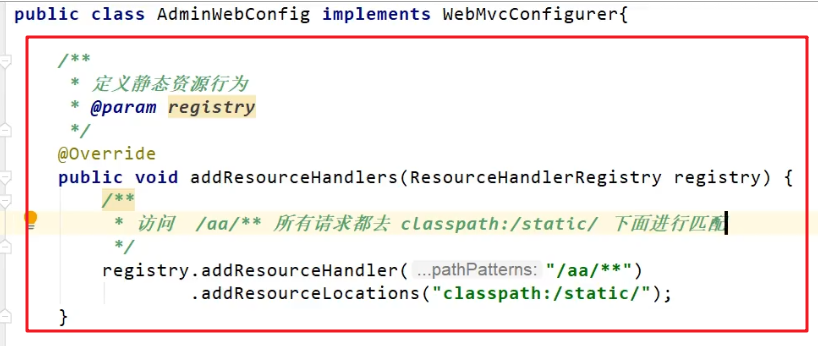 public class AdminWebConfig implements WebMvcConfigurer{
/**
* 定义静态资源行为
* @param registry
*/
@Override
public void addResourceHandlers(ResourceHandlerRegistry registry) {
/**
* 访问  /aa/** 所有请求都去 classpath:/static/ 下面进行匹配
*/
registry.addResourceHandler( ...pathPatterns: "/aa/**")
.addResourceLocations("classpath:/static/");
}